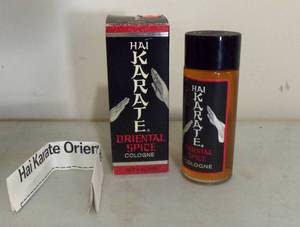 HAI
KARATE®
ORIENTAL
SPICE
COLOGNE
HAI
KARATE®
ORIENTAL
SPICE
COLOGNE
Hai Karate Orien